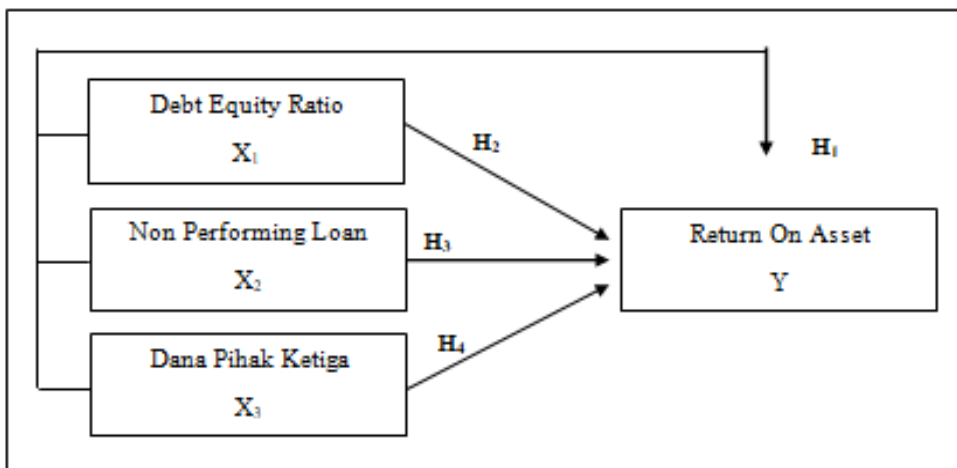 Debt Equity Ratio
X₁
H₂
H₁
Non Performing Loan
X₂
H₃
Return On Asset
Y
Dana Pihak Ketiga
X₃
H₄